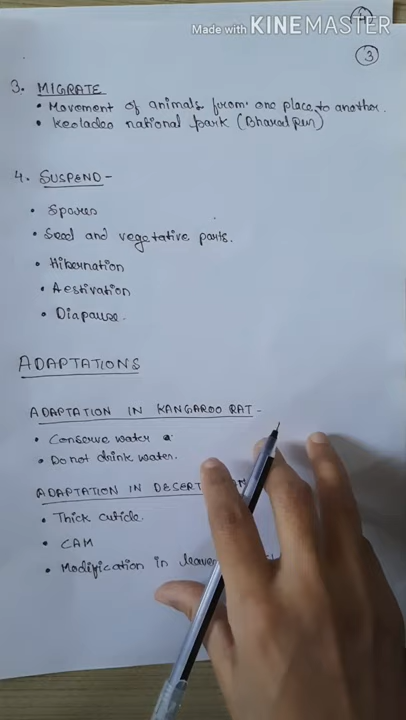 Made with KINEMASTER
3
3. MIGRATE
• Movement of animals from one place to another.
• Keoladeo national park (Bharatpur)
4. SUSPEND-
• Spores
• Seed and vegetative parts.
• Hibernation
• Aestivation
• Diapause.
ADAPTATIONS
ADAPTATION IN KANGAROO RAT-
• Conserve water
• Do not drink water.
ADAPTATION IN DESERT
• Thick cuticle.
• CAM
• Modification in leaves